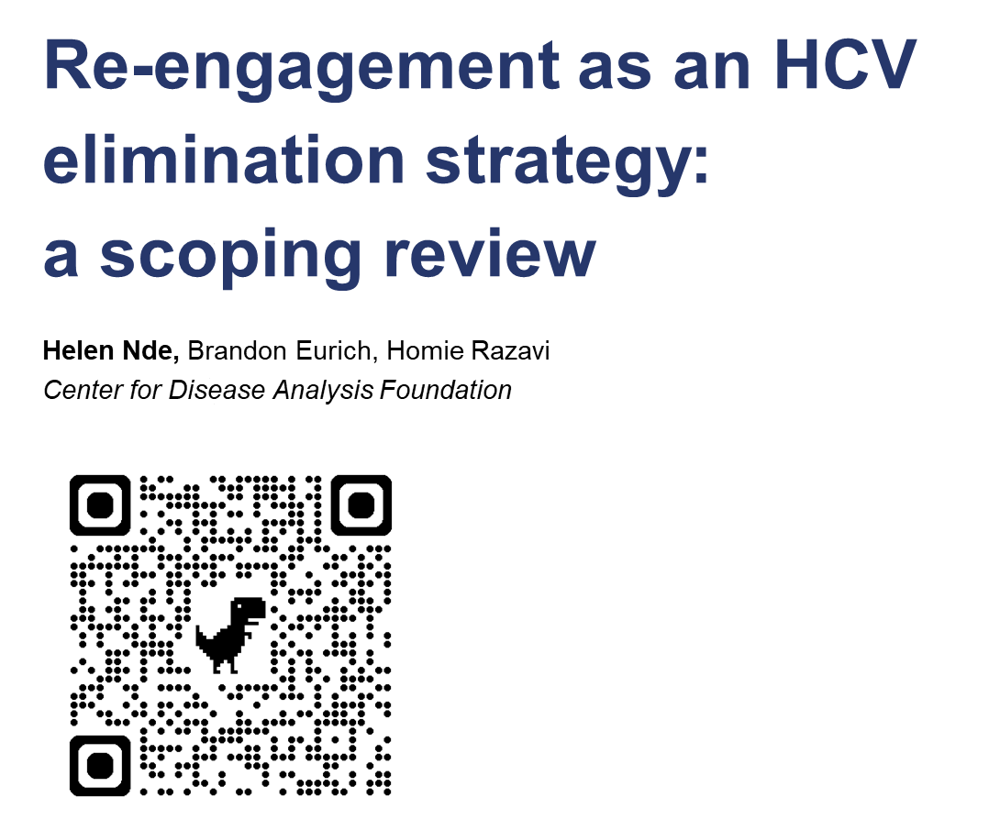 Re-engagement as an HCV
elimination strategy:
a scoping review
Helen Nde, Brandon Eurich, Homie Razavi
Center for Disease Analysis Foundation